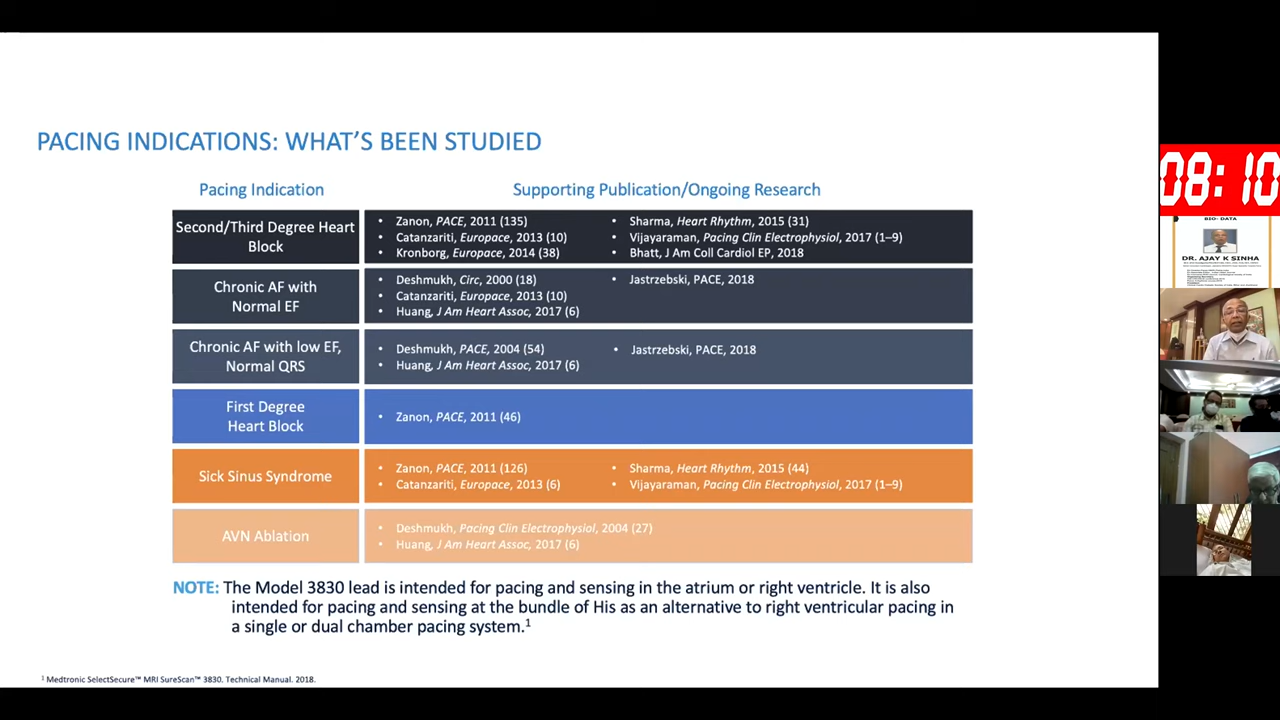 PACING INDICATIONS: WHAT'S BEEN STUDIED
Pacing Indication
Supporting Publication/Ongoing Research
Second/Third Degree Heart
Block
• Zanon, PACE, 2011 (135)
• Catanzariti, Europace, 2013 (10)
• Kronborg, Europace, 2014 (38)
• Sharma, Heart Rhythm, 2015 (31)
• Vijayaraman, Pacing Clin Electrophysiol, 2017 (1–9)
• Bhatt, J Am Coll Cardiol EP, 2018
Chronic AF with
Normal EF
• Deshmukh, Circ, 2000 (18)
• Catanzariti, Europace, 2013 (10)
• Huang, J Am Heart Assoc, 2017 (6)
• Jastrzebski, PACE, 2018
Chronic AF with low EF,
Normal QRS
• Deshmukh, PACE, 2004 (54)
• Huang, J Am Heart Assoc, 2017 (6)
• Jastrzebski, PACE, 2018
First Degree
Heart Block
• Zanon, PACE, 2011 (46)
Sick Sinus Syndrome
• Zanon, PACE, 2011 (126)
• Catanzariti, Europace, 2013 (6)
• Sharma, Heart Rhythm, 2015 (44)
• Vijayaraman, Pacing Clin Electrophysiol, 2017 (1–9)
AVN Ablation
• Deshmukh, Pacing Clin Electrophysiol, 2004 (27)
• Huang, J Am Heart Assoc, 2017 (6)
NOTE: The Model 3830 lead is intended for pacing and sensing in the atrium or right ventricle. It is also
intended for pacing and sensing at the bundle of His as an alternative to right ventricular pacing in
a single or dual chamber pacing system.¹
¹ Medtronic SelectSecure™ MRI SureScan™ 3830. Technical Manual. 2018.
08:10
BIO- DATA
DR. AJAY K SINHA